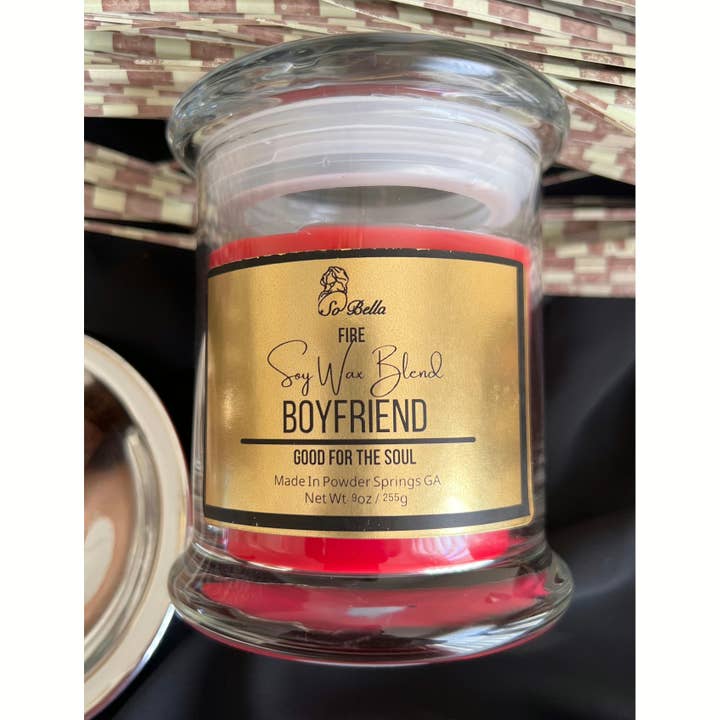 So Bella
FIRE
Soy Wax Blend
BOYFRIEND
GOOD FOR THE SOUL
Made In Powder Springs GA
Net Wt. 9oz / 255g